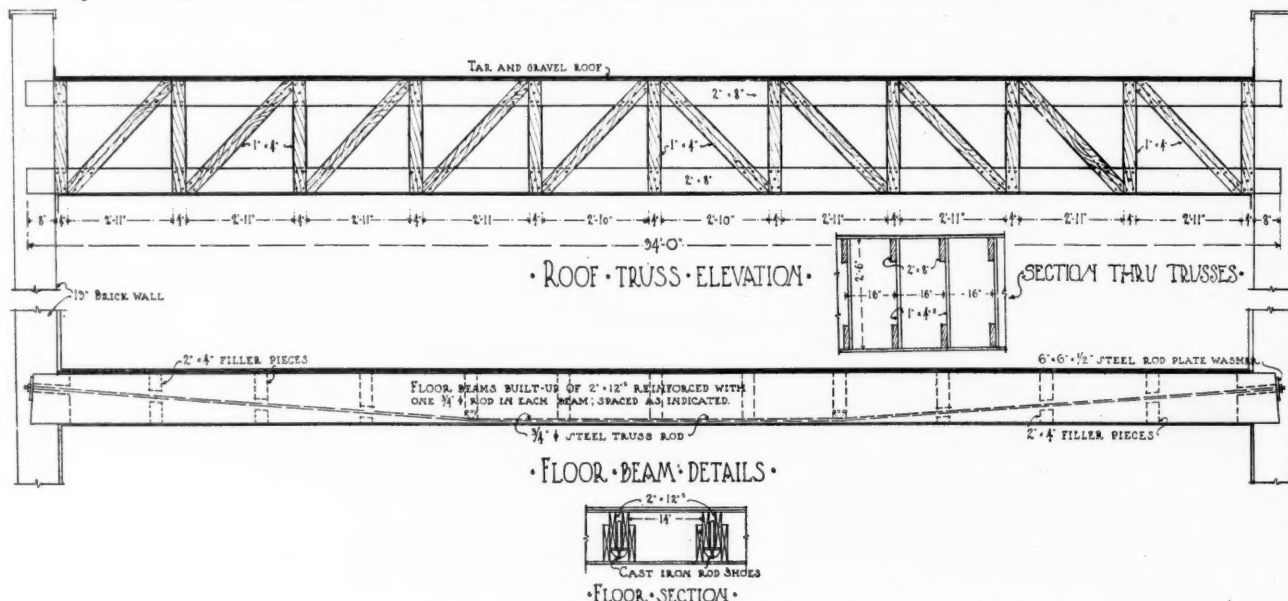 TAR AND GRAVEL ROOF
2" × 8"
1" × 4"
1" × 4"
1" × 4"
2" × 8"
8" 4" 2'-11" 4" 2'-11" 4" 2'-11" 4" 2'-11 4" 2'-10" 4" 2'-10" 4" 2'-11" 4" 2'-11" 4" 2'-11" 4" 2'-11" 4" 8"
34'-0"
· ROOF · TRUSS · ELEVATION ·
2'-6"
2" × 8"
16" 16" 16"
1" × 4"s
SECTION THRU TRUSSES ·
13" BRICK WALL
2" × 4" FILLER PIECES
6" × 6" × 1/2" STEEL ROD PLATE WASHER
FLOOR BEAMS BUILT-UP OF 2" × 12"s REINFORCED WITH
ONE 3/4" φ ROD IN EACH BEAM; SPACED AS INDICATED.
3/4" φ STEEL TRUSS ROD
2" × 4" FILLER PIECES
· FLOOR · BEAM · DETAILS ·
2" × 12"s
14"
CAST IRON ROD SHOES
· FLOOR · SECTION ·